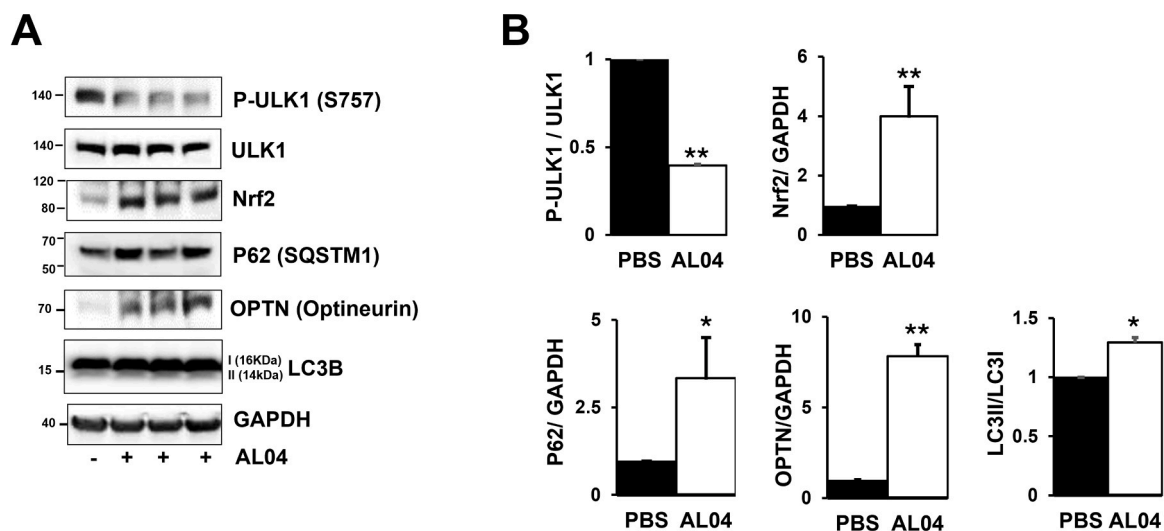 A
140
P-ULK1 (S757)
140
ULK1
120
80
Nrf2
70
50
P62 (SQSTM1)
70
OPTN (Optineurin)
15
I (16KDa)
II (14kDa)
LC3B
40
GAPDH
- + + + AL04
B
P-ULK1 / ULK1
1
0.5
0
**
PBS AL04
Nrf2/ GAPDH
6
4
2
0
**
PBS AL04
P62/ GAPDH
5
2.5
0
*
PBS AL04
OPTN/GAPDH
10
5
0
**
PBS AL04
LC3II/LC3I
1.5
1
0.5
0
*
PBS AL04